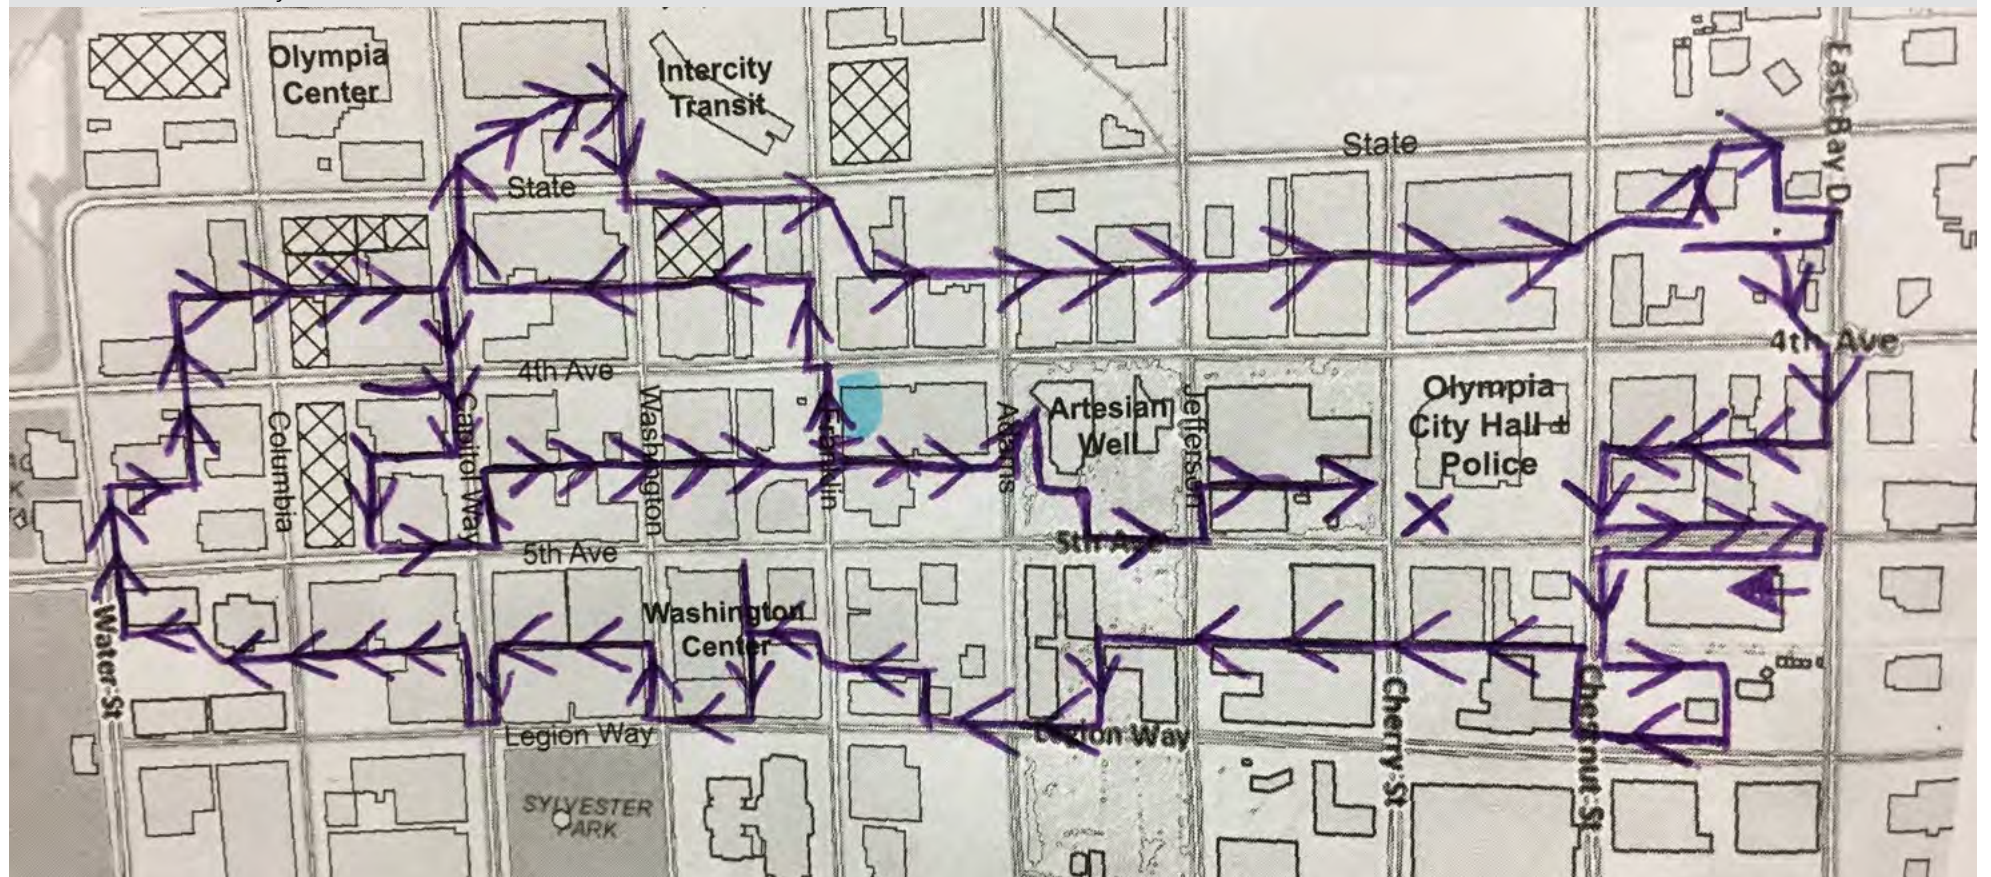 Olympia
Center
Intercity
Transit
East Bay Dr
State
State
4th Ave
4th Ave
Columbia
Capitol Way
Washington
Franklin
Adams
Artesian
Well
Jefferson
Olympia
City Hall +
Police
X
5th Ave
5th Ave
Water St
Washington
Center
Legion Way
Legion Way
Cherry St
Chestnut St
SYLVESTER
PARK